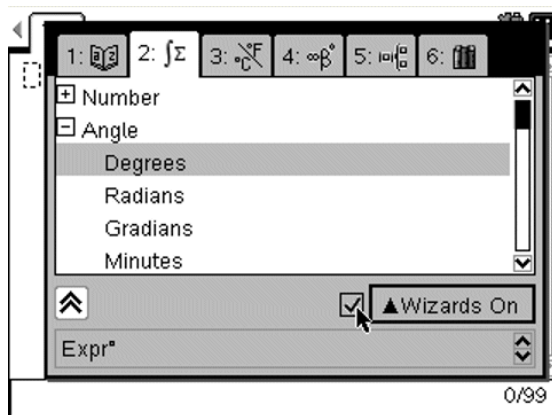 1: 2: ∫Σ 3: °C°F 4: ∞β° 5: 6:
Number
Angle
Degrees
Radians
Gradians
Minutes
▲Wizards On
Expr°
0/99